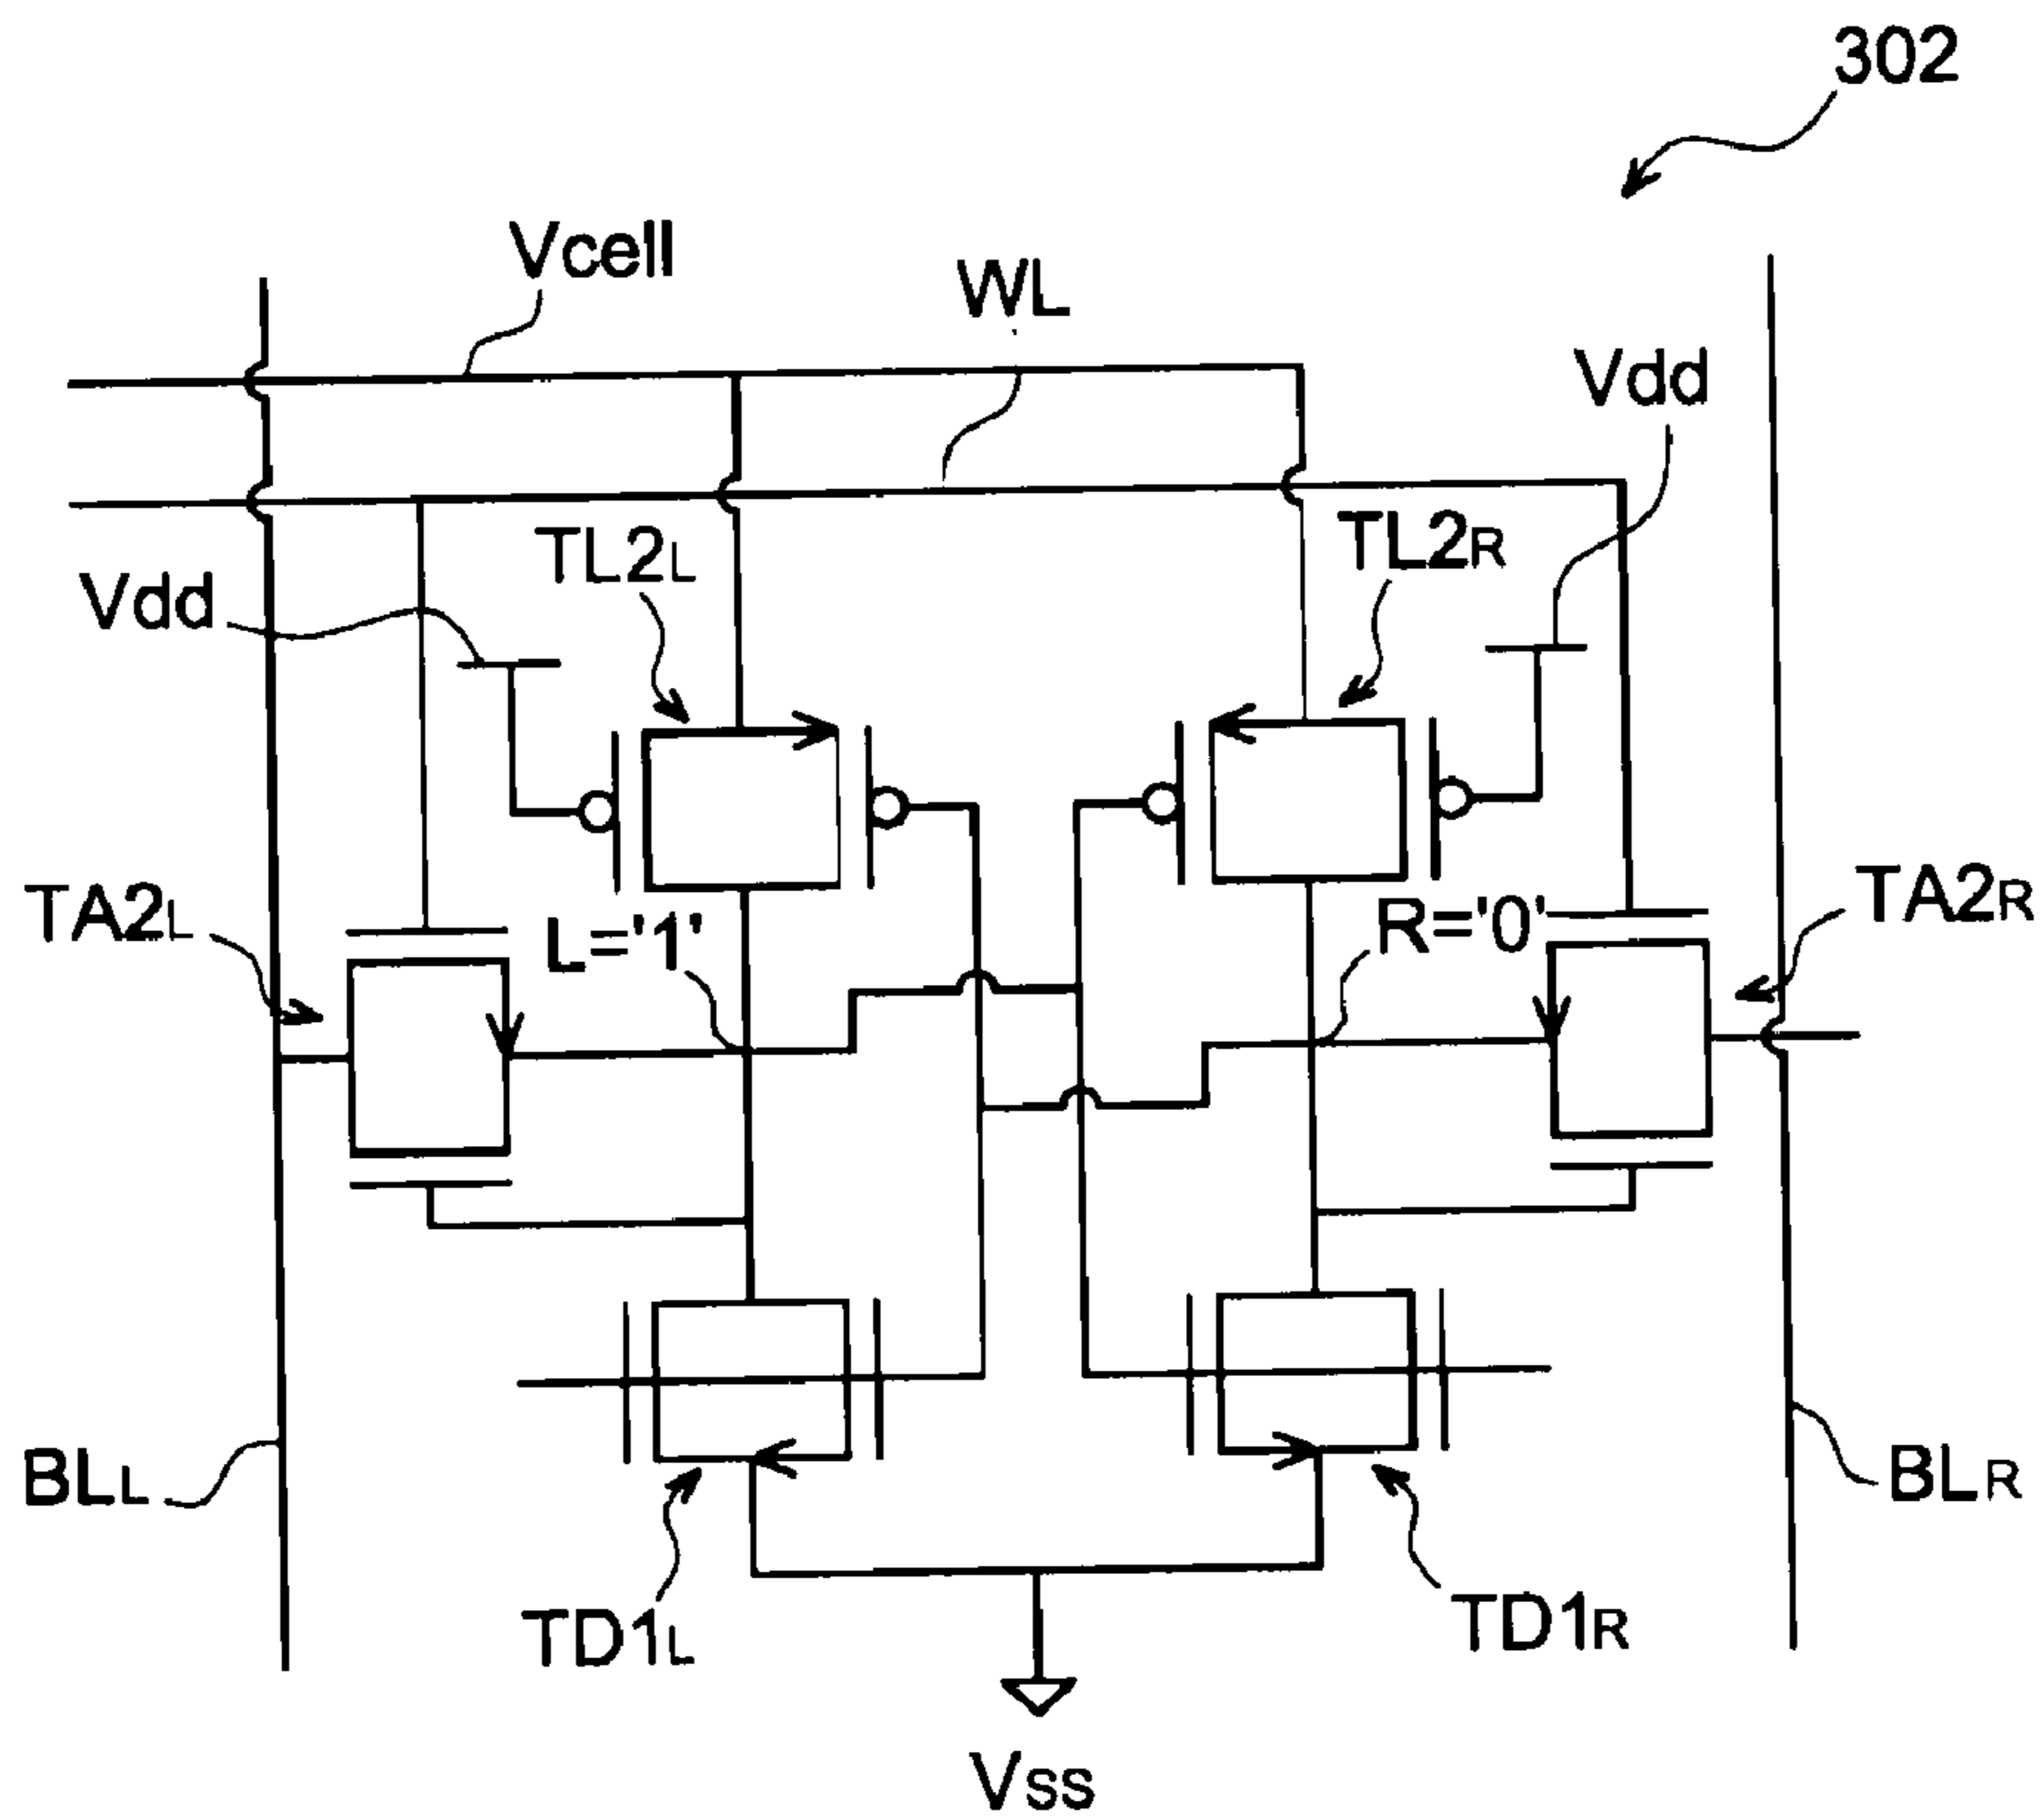 302
Vcell
WL
Vdd
TL2L
TL2R
Vdd
TA2L
L='1'
R='0'
TA2R
BLL
BLR
TD1L
TD1R
Vss